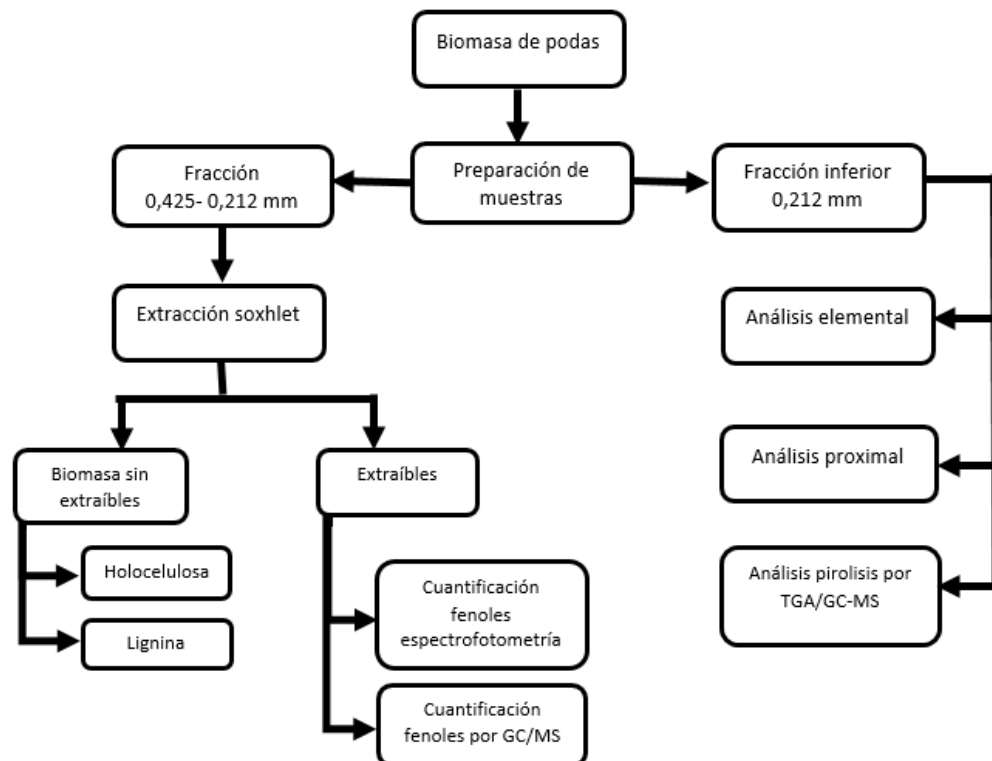 Biomasa de podas
Preparación de
muestras
Fracción
0,425- 0,212 mm
Fracción inferior
0,212 mm
Extracción soxhlet
Análisis elemental
Biomasa sin
extraíbles
Extraíbles
Análisis proximal
Holocelulosa
Lignina
Cuantificación
fenoles
espectrofotometría
Cuantificación
fenoles por GC/MS
Análisis pirolisis por
TGA/GC-MS